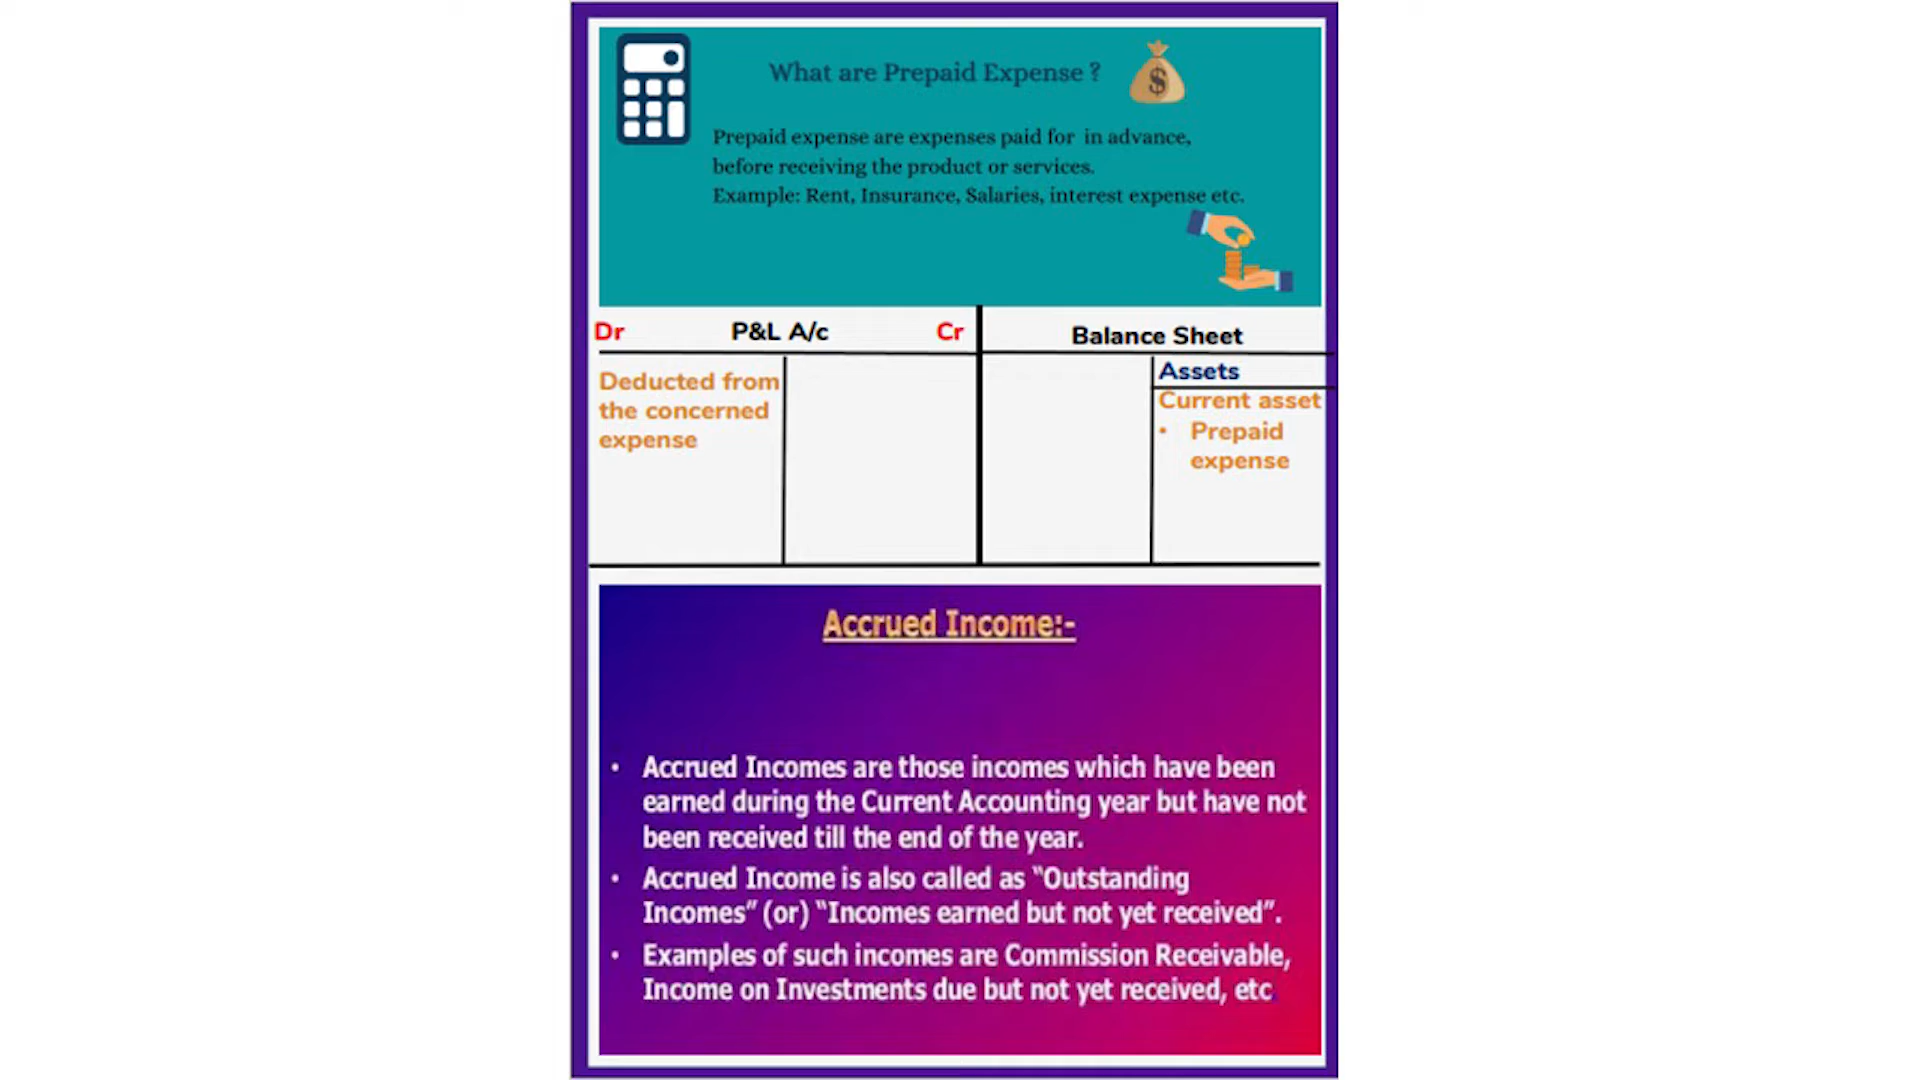 What are Prepaid Expense ?
$
Prepaid expense are expenses paid for in advance,
before receiving the product or services.
Example: Rent, Insurance, Salaries, interest expense etc.
Dr P&L A/c Cr
Deducted from
the concerned
expense
Balance Sheet
Assets
Current asset
• Prepaid
expense
Accrued Income:-
• Accrued Incomes are those incomes which have been
earned during the Current Accounting year but have not
been received till the end of the year.
• Accrued Income is also called as “Outstanding
Incomes” (or) “Incomes earned but not yet received”.
• Examples of such incomes are Commission Receivable,
Income on Investments due but not yet received, etc.